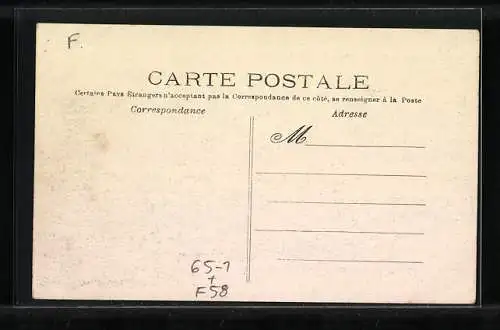 F.
CARTE POSTALE
Certains Pays Étrangers n'acceptant pas la Correspondance de ce côté, se renseigner à la Poste
Correspondance
Adresse
M
65-1
+
F58